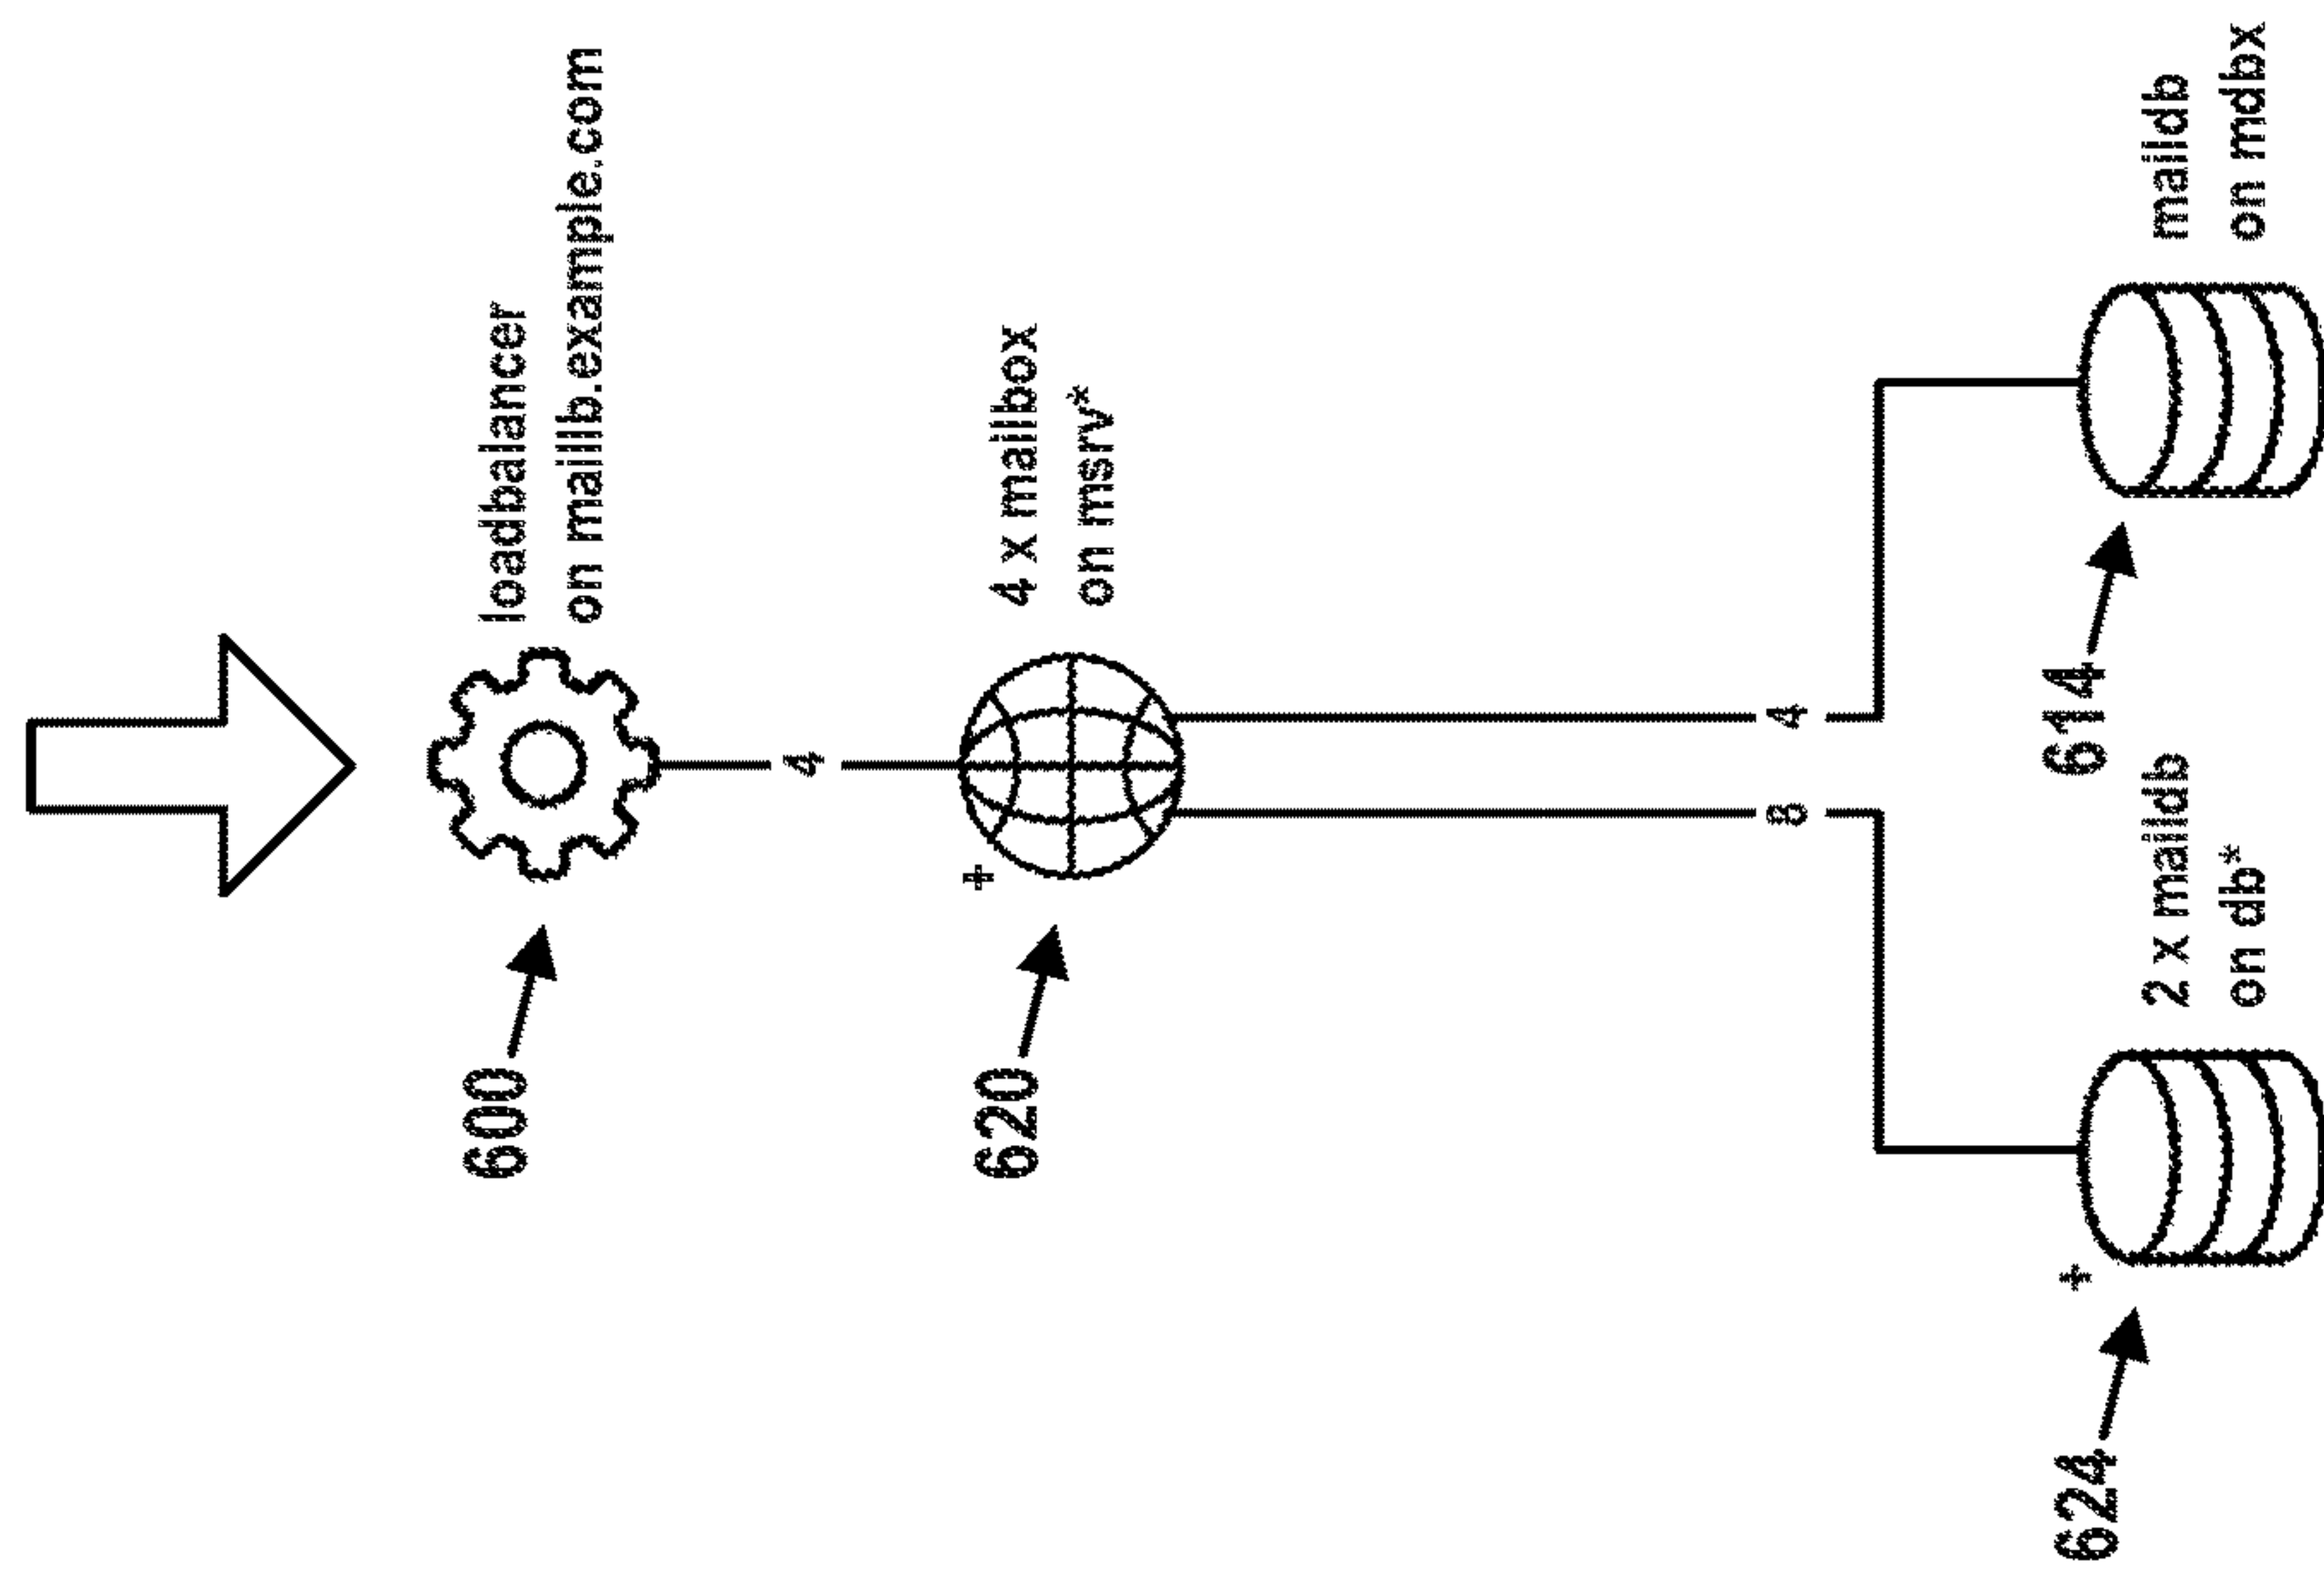 600
loadbalancer
on maillb.example.com
4
+
620
4 x mailbox
on msrv*
8
4
624
+
2 x maildb
on db*
614
maildb
on mdbx